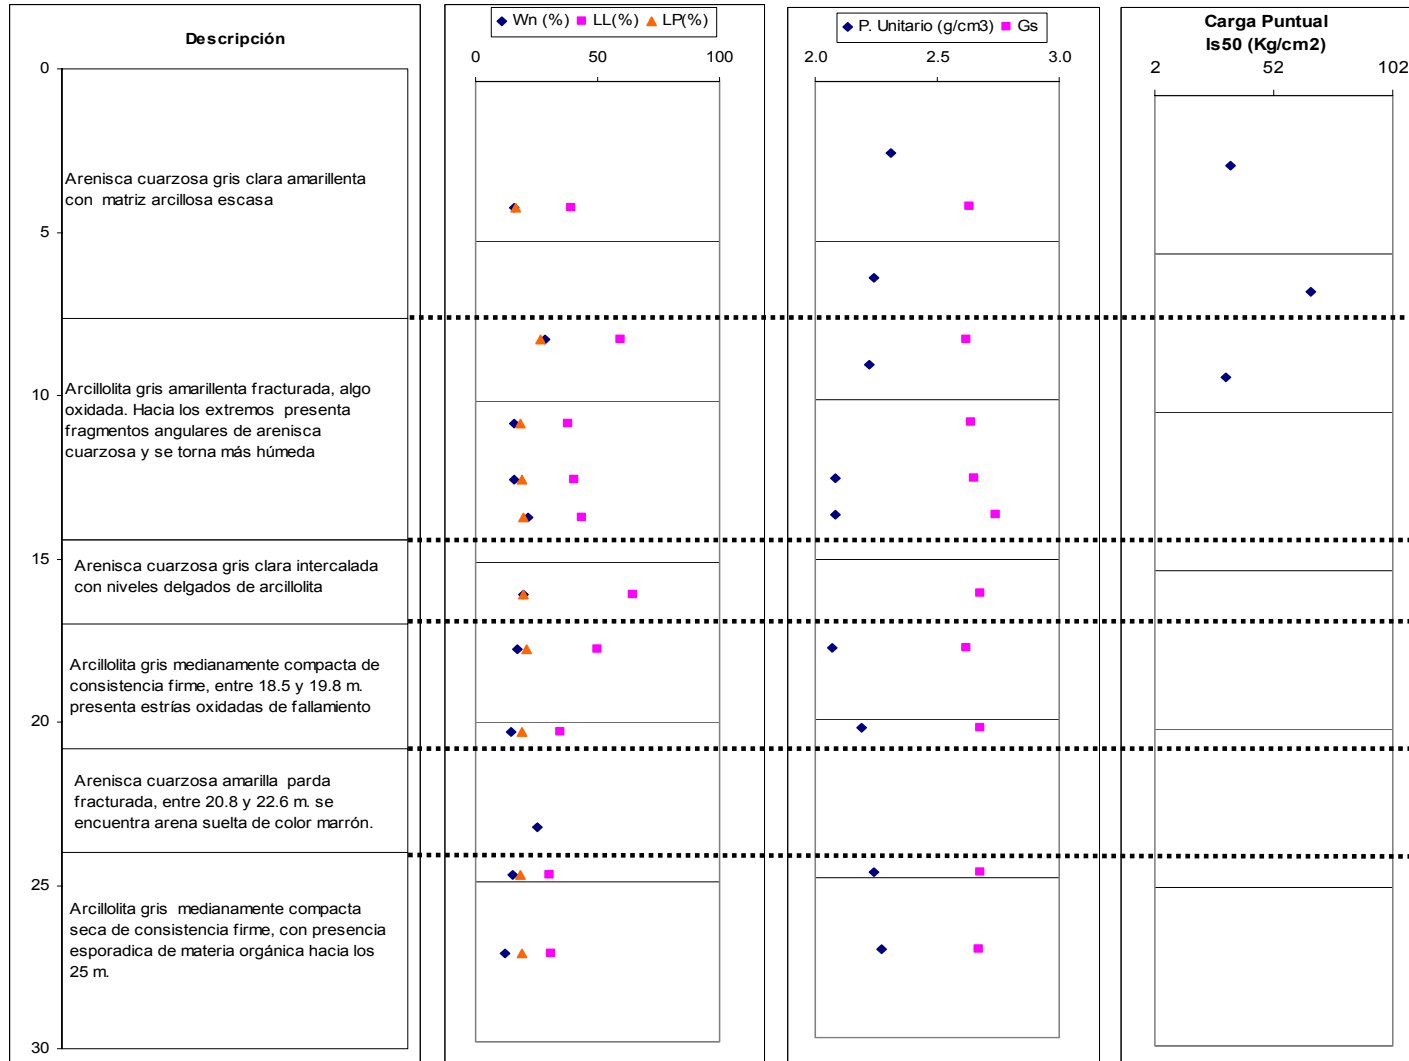 Descripción
0
5
10
15
20
25
30
Arenisca cuarzosa gris clara amarillenta
con matriz arcillosa escasa
Arcillolita gris amarillenta fracturada, algo
oxidada. Hacia los extremos presenta
fragmentos angulares de arenisca
cuarzosa y se torna más húmeda
Arenisca cuarzosa gris clara intercalada
con niveles delgados de arcillolita
Arcillolita gris medianamente compacta de
consistencia firme, entre 18.5 y 19.8 m.
presenta estrías oxidadas de fallamiento
Arenisca cuarzosa amarilla parda
fracturada, entre 20.8 y 22.6 m. se
encuentra arena suelta de color marrón.
Arcillolita gris medianamente compacta
seca de consistencia firme, con presencia
esporadica de materia orgánica hacia los
25 m.
Wn (%) LL(%) LP(%)
0 50 100
P. Unitario (g/cm3) Gs
2.0 2.5 3.0
Carga Puntual
Is50 (Kg/cm2)
2 52 102